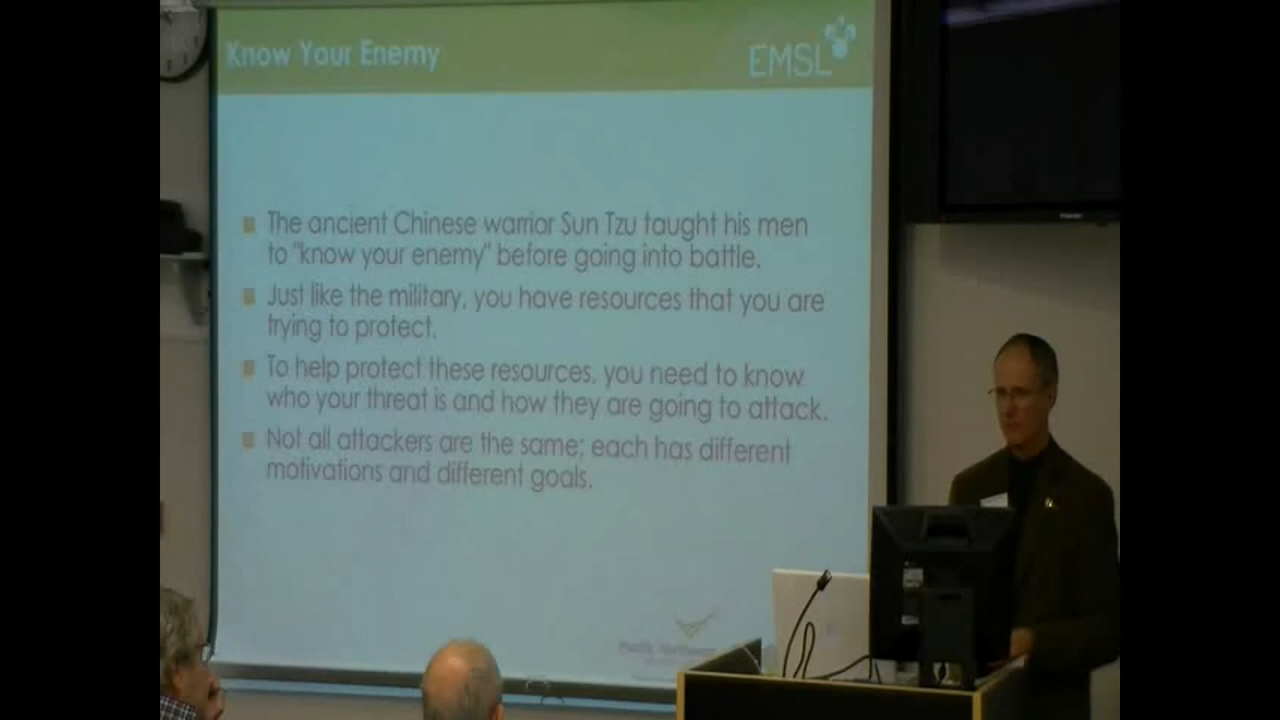 Know Your Enemy
EMSL
The ancient Chinese warrior Sun Tzu taught his men
to "know your enemy" before going into battle.
Just like the military, you have resources that you are
trying to protect.
To help protect these resources, you need to know
who your threat is and how they are going to attack.
Not all attackers are the same; each has different
motivations and different goals.
Pacific Northwest